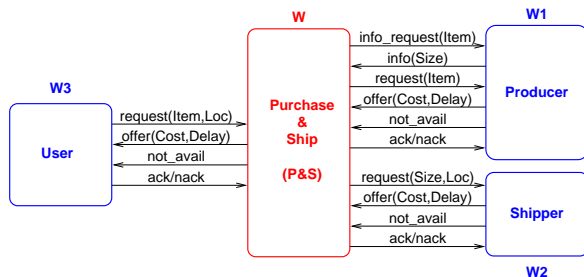 W3
User
request(Item,Loc)
offer(Cost,Delay)
not_avail
ack/nack
W
Purchase
&
Ship
(P&S)
info_request(Item)
info(Size)
request(Item)
offer(Cost,Delay)
not_avail
ack/nack
request(Size,Loc)
offer(Cost,Delay)
not_avail
ack/nack
W1
Producer
Shipper
W2